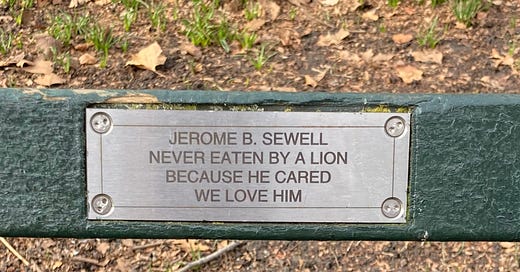 JEROME B. SEWELL
NEVER EATEN BY A LION
BECAUSE HE CARED
WE LOVE HIM